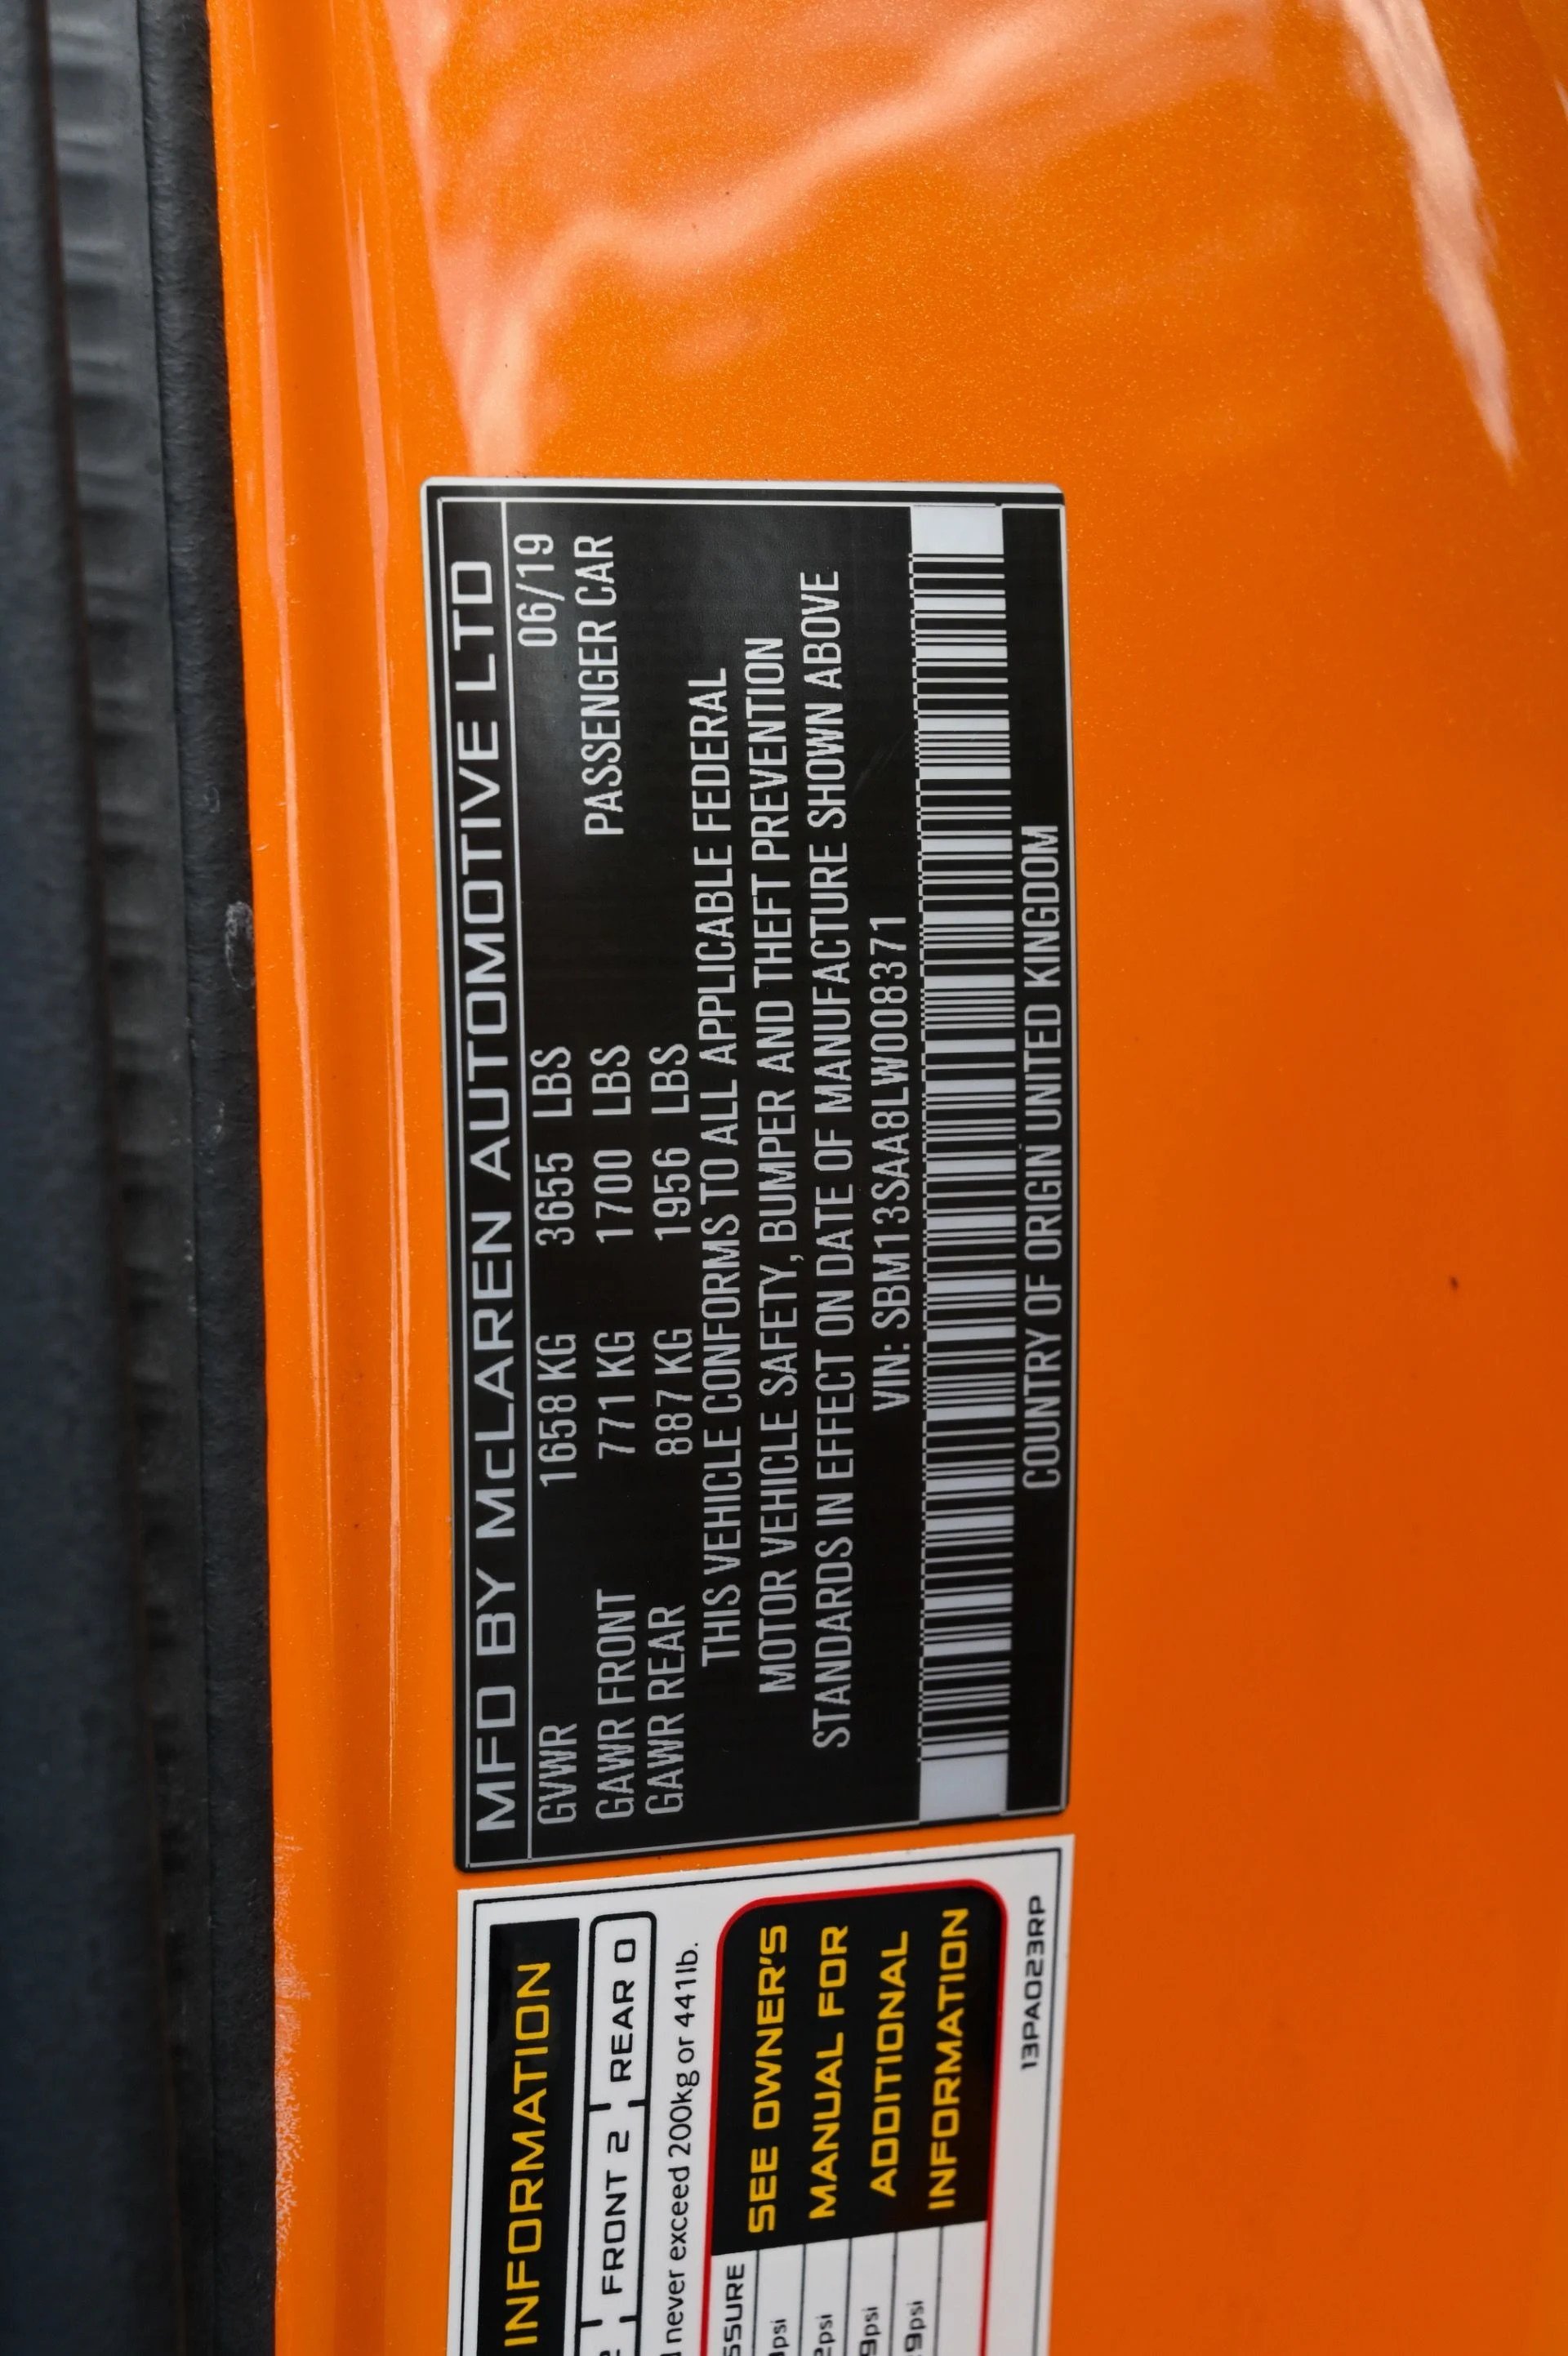 MFD BY McLAREN AUTOMOTIVE LTD
GVWR 1658 KG 3655 LBS 06/19
GAWR FRONT 771 KG 1700 LBS PASSENGER CAR
GAWR REAR 887 KG 1956 LBS
THIS VEHICLE CONFORMS TO ALL APPLICABLE FEDERAL
MOTOR VEHICLE SAFETY, BUMPER AND THEFT PREVENTION
STANDARDS IN EFFECT ON DATE OF MANUFACTURE SHOWN ABOVE
VIN: SBM13SAA8LW008371
COUNTRY OF ORIGIN UNITED KINGDOM
INFORMATION
FRONT 2 REAR 0
never exceed 200kg or 441lb.
SEE OWNER'S
MANUAL FOR
ADDITIONAL
INFORMATION
13PA023RP